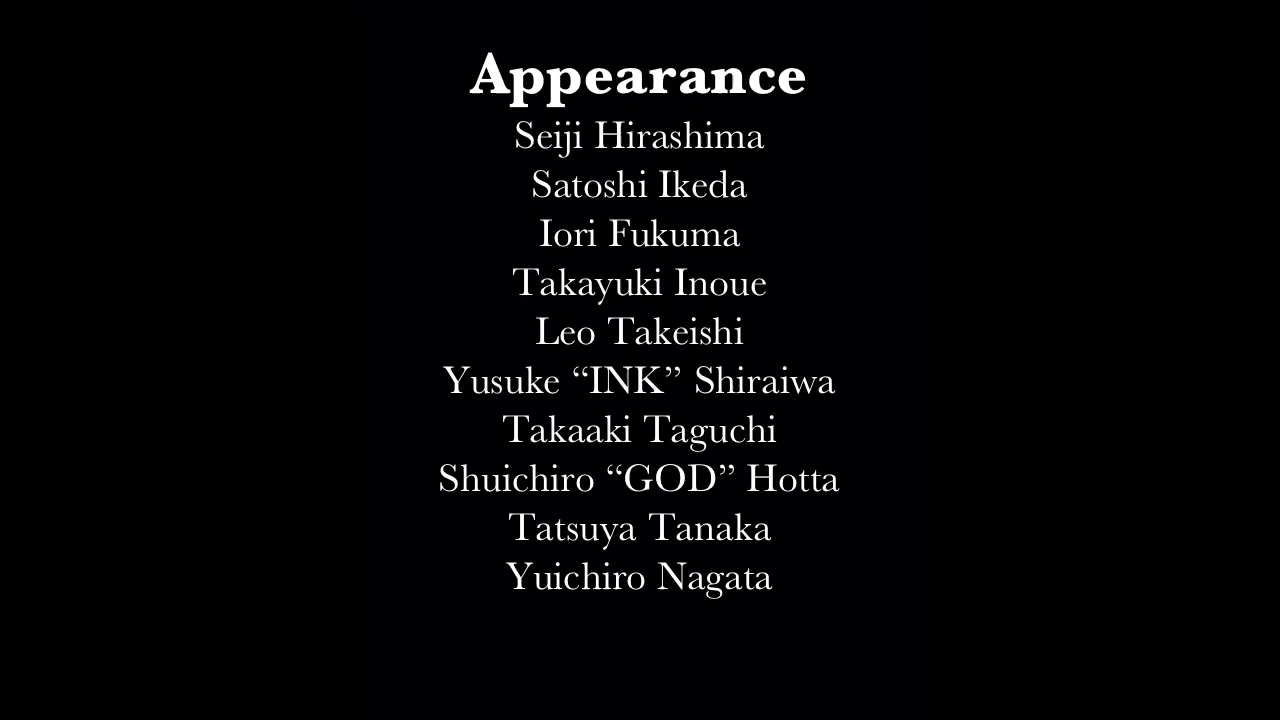 Appearance
Seiji Hirashima
Satoshi Ikeda
Iori Fukuma
Takayuki Inoue
Leo Takeishi
Yusuke “INK” Shiraiwa
Takaaki Taguchi
Shuichiro “GOD” Hotta
Tatsuya Tanaka
Yuichiro Nagata